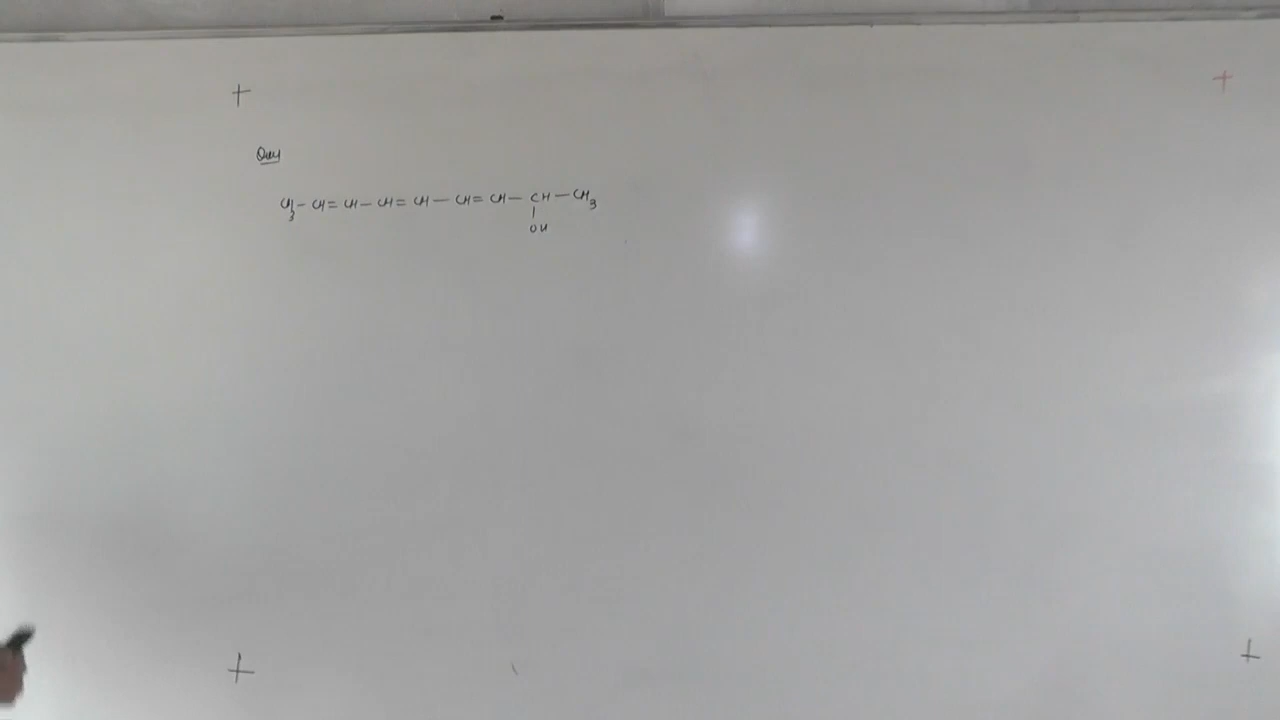 Ques
CH3 - CH = CH - CH = CH - CH = CH - CH - CH3
|
OH